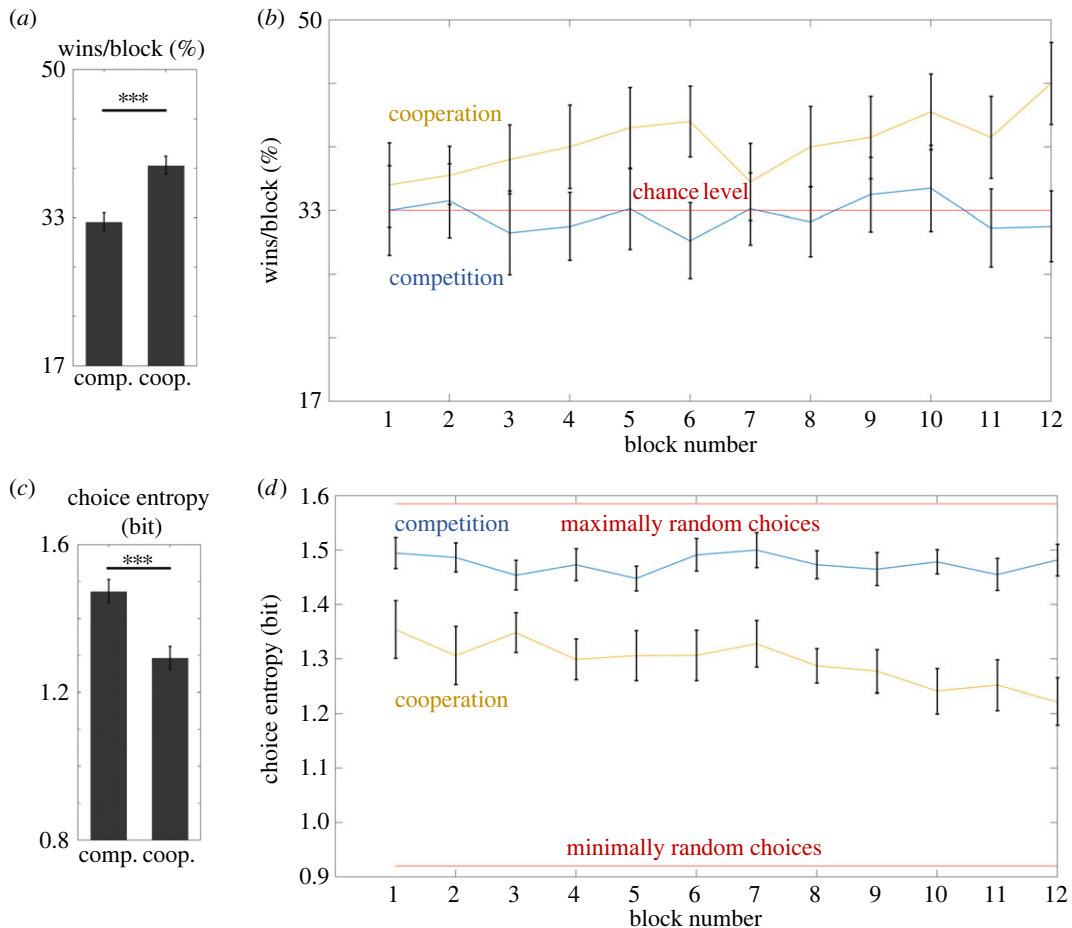 (a)
wins/block (%)
50
***
33
17
comp. coop.
(b)
50
cooperation
wins/block (%)
chance level
33
competition
17
1 2 3 4 5 6 7 8 9 10 11 12
block number
(c)
choice entropy
(bit)
1.6
***
1.2
0.8
comp. coop.
(d)
1.6
competition
maximally random choices
1.5
1.4
choice entropy (bit)
1.3
cooperation
1.2
1.1
1.0
minimally random choices
0.9
1 2 3 4 5 6 7 8 9 10 11 12
block number